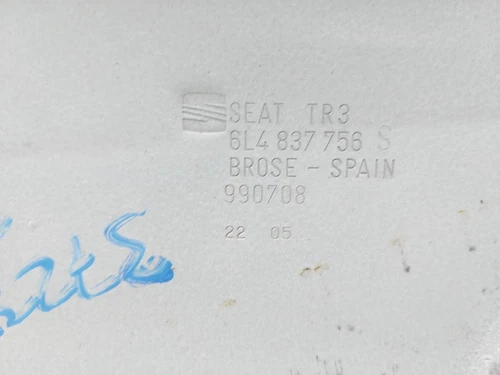 SEAT TR3
6L4 837 756 S
BROSE - SPAIN
990708
22 05